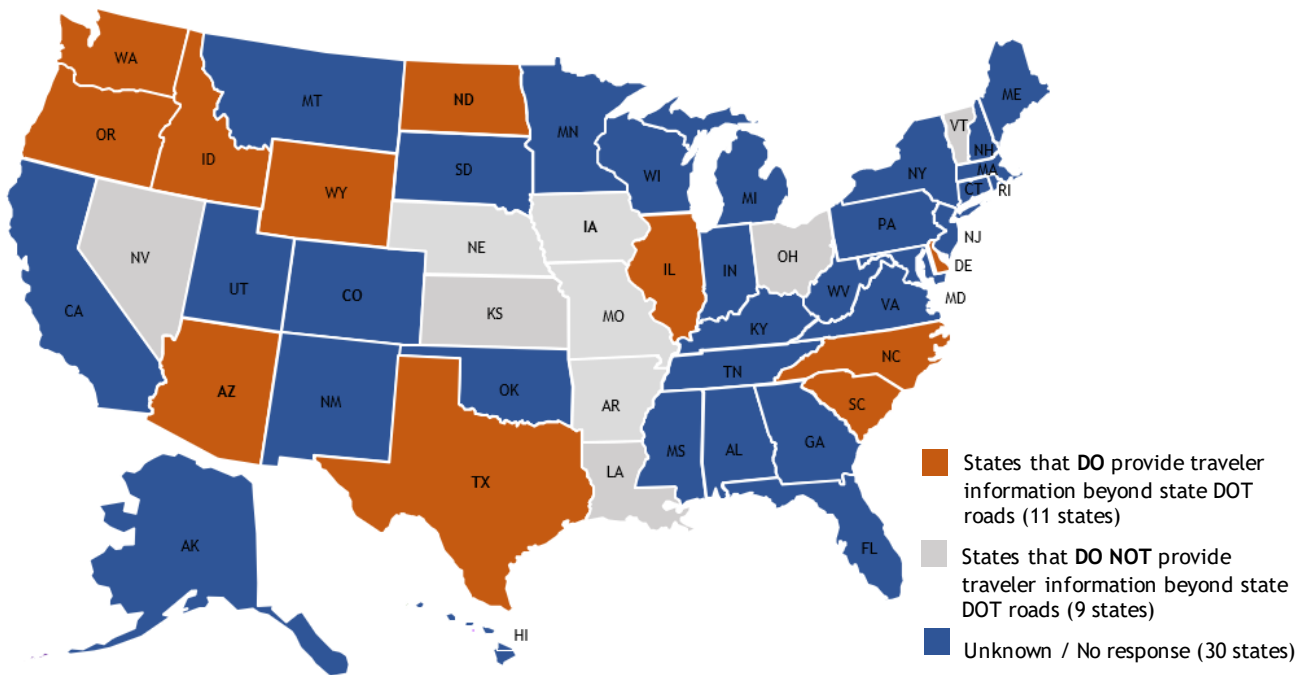 WA
MT
ND
ME
OR
ID
MN
VT
NH
SD
WI
NY
MA
WY
MI
CT
RI
IA
PA
NE
NJ
NV
OH
DE
IL
IN
UT
CO
WV
MD
CA
KS
MO
VA
KY
NC
TN
AZ
NM
OK
AR
SC
MS
AL
GA
LA
TX
AK
FL
HI
States that DO provide traveler
information beyond state DOT
roads (11 states)
States that DO NOT provide
traveler information beyond state
DOT roads (9 states)
Unknown / No response (30 states)